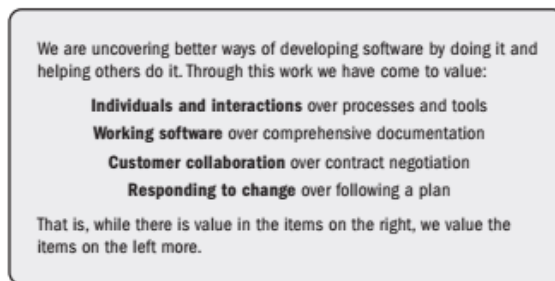 We are uncovering better ways of developing software by doing it and
helping others do it. Through this work we have come to value:
Individuals and interactions over processes and tools
Working software over comprehensive documentation
Customer collaboration over contract negotiation
Responding to change over following a plan
That is, while there is value in the items on the right, we value the
items on the left more.